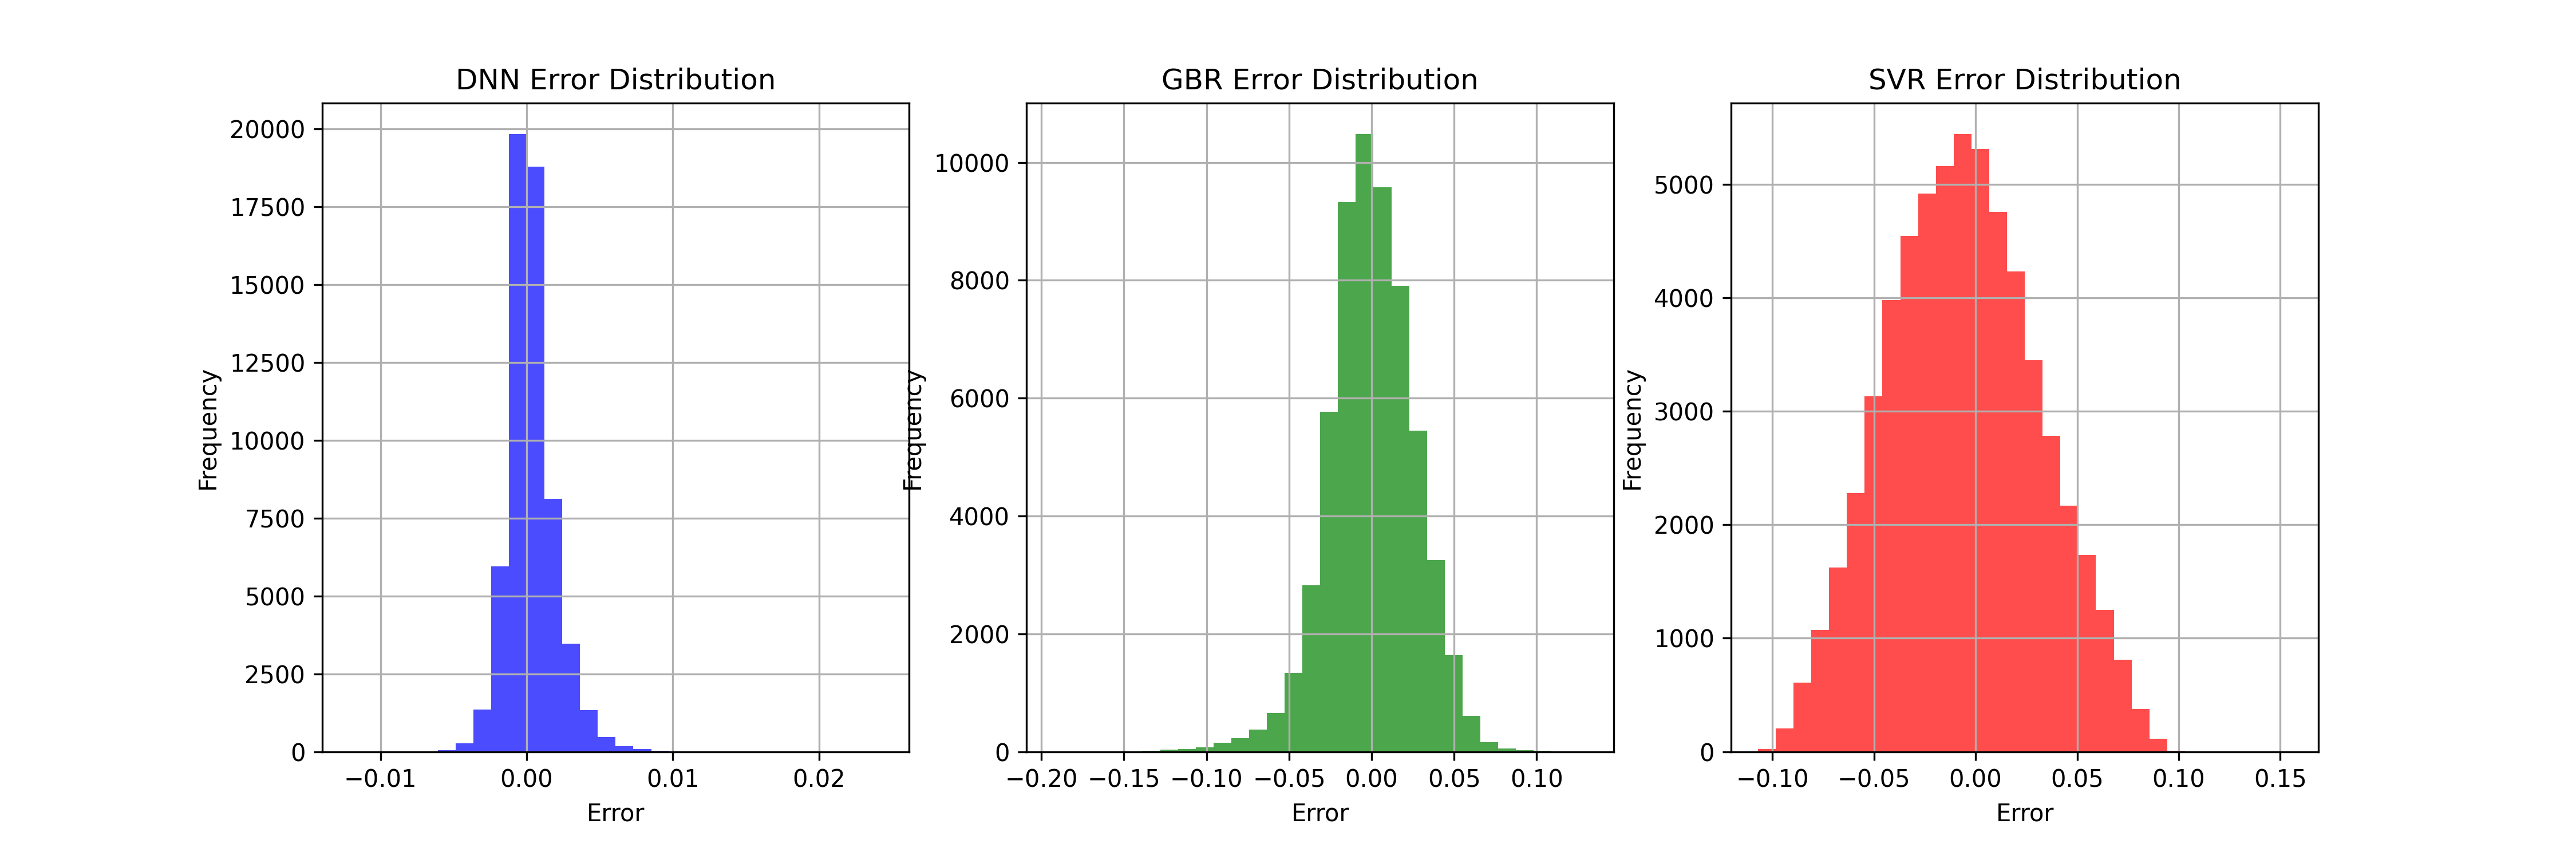 DNN Error Distribution
Frequency
20000
17500
15000
12500
10000
7500
5000
2500
0
−0.01 0.00 0.01 0.02
Error
GBR Error Distribution
Frequency
10000
8000
6000
4000
2000
0
−0.20 −0.15 −0.10 −0.05 0.00 0.05 0.10
Error
SVR Error Distribution
Frequency
5000
4000
3000
2000
1000
0
−0.10 −0.05 0.00 0.05 0.10 0.15
Error